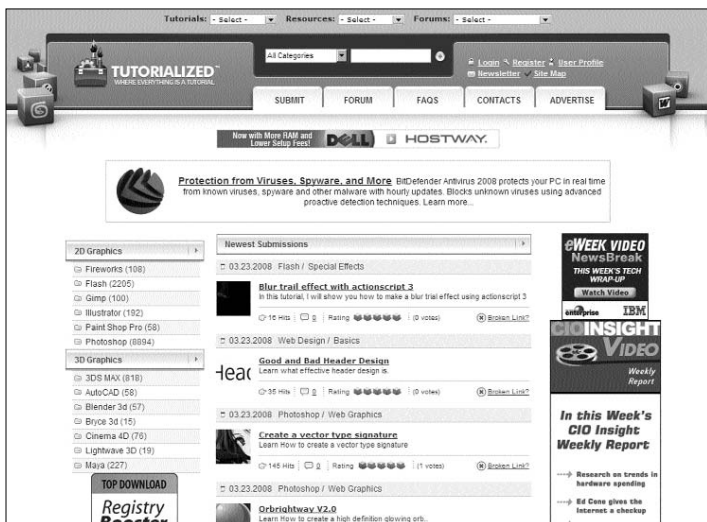 Tutorials: - Select - Resources: - Select - Forums: - Select -
TUTORIALIZED™
WHERE EVERYTHING IS A TUTORIAL
All Categories
Login Register User Profile
Newsletter Site Map
SUBMIT FORUM FAQS CONTACTS ADVERTISE
Now with More RAM and
Lower Setup Fees!
DELL HOSTWAY.
Protection from Viruses, Spyware, and More BitDefender Antivirus 2008 protects your PC in real time
from known viruses, spyware and other malware with hourly updates. Blocks unknown viruses using advanced
proactive detection techniques. Learn more...
2D Graphics
Fireworks (108)
Flash (2205)
Gimp (100)
Illustrator (192)
Paint Shop Pro (58)
Photoshop (8894)
3D Graphics
3DS MAX (818)
AutoCAD (58)
Blender 3d (57)
Bryce 3d (15)
Cinema 4D (76)
Lightwave 3D (19)
Maya (227)
TOP DOWNLOAD
Registry
Booster
Newest Submissions
03.23.2008 Flash / Special Effects
Blur trail effect with actionscript 3
In this tutorial, I will show you how to make a blur trail effect using actionscript 3
16 Hits 0 Rating (0 votes) Broken Link?
03.23.2008 Web Design / Basics
Head
Good and Bad Header Design
Learn what effective header design is.
35 Hits 0 Rating (0 votes) Broken Link?
03.23.2008 Photoshop / Web Graphics
Create a vector type signature
Learn How to create a vector type signature
145 Hits 0 Rating (1 votes) Broken Link?
03.23.2008 Photoshop / Web Graphics
Orbrightway V2.0
Learn How to create a high definition glowing orb..
eWEEK VIDEO
NewsBreak
THIS WEEK'S TECH
WRAP-UP
Watch Video
enterprise IBM
CIOINSIGHT
VIDEO
Weekly
Report
In this Week's
CIO Insight
Weekly Report
Research on trends in
hardware spending
Ed Cone gives the
Internet a checkup